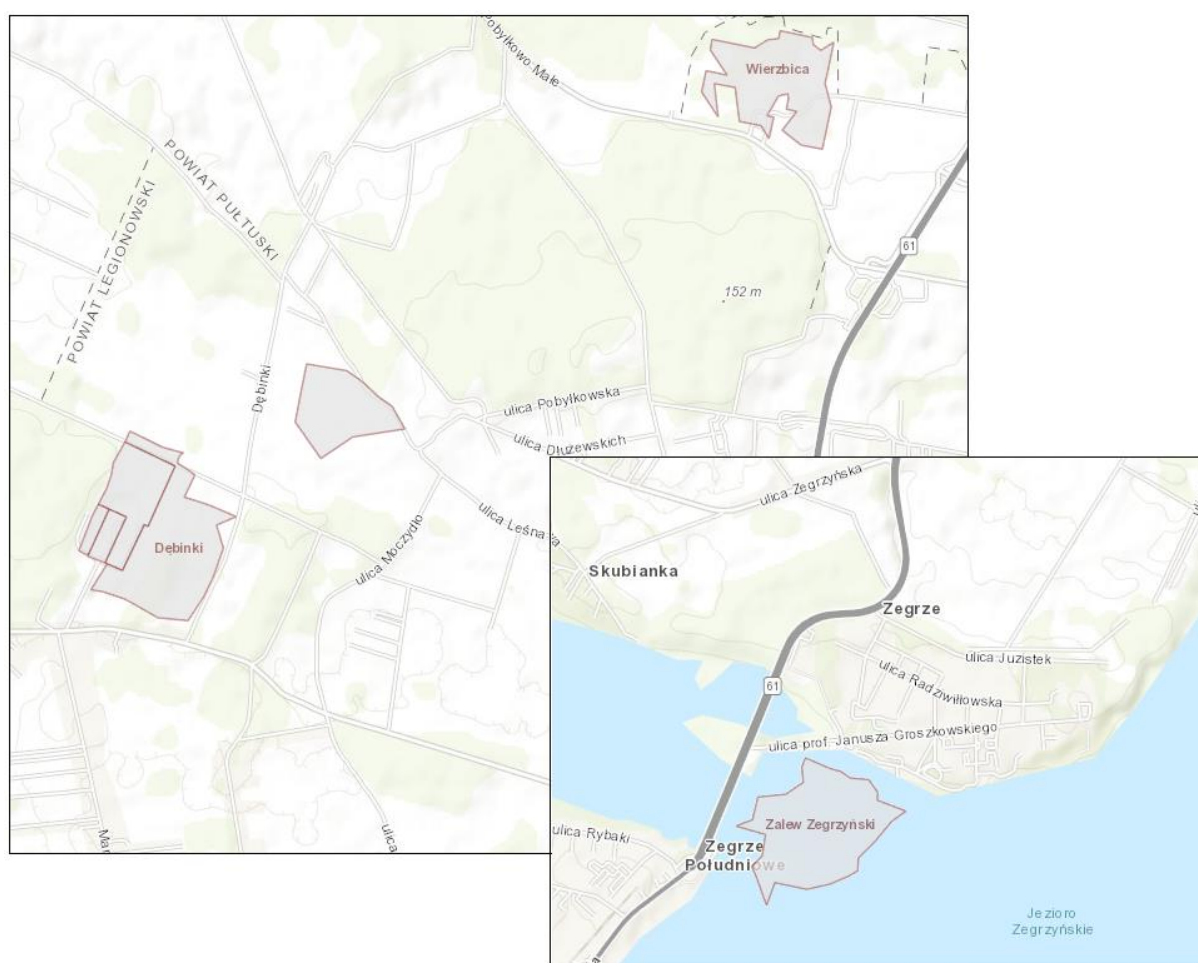 Pobyłkowo Małe
Wierzbica
POWIAT PUŁTUSKI
POWIAT LEGIONOWSKI
61
152 m
Dębinki
ulica Pobyłkowska
ulica Dłużewskich
ulica Leśna
ulica Moczydło
Dębinki
ulica
ulica Zegrzyńska
Skubianka
Zegrze
ulica Juzistek
ulica Radziwiłłowska
61
ulica prof. Janusza Groszkowskiego
Zalew Zegrzyński
ulica Rybaki
Zegrze
Południowe
Jezioro
Zegrzyńskie